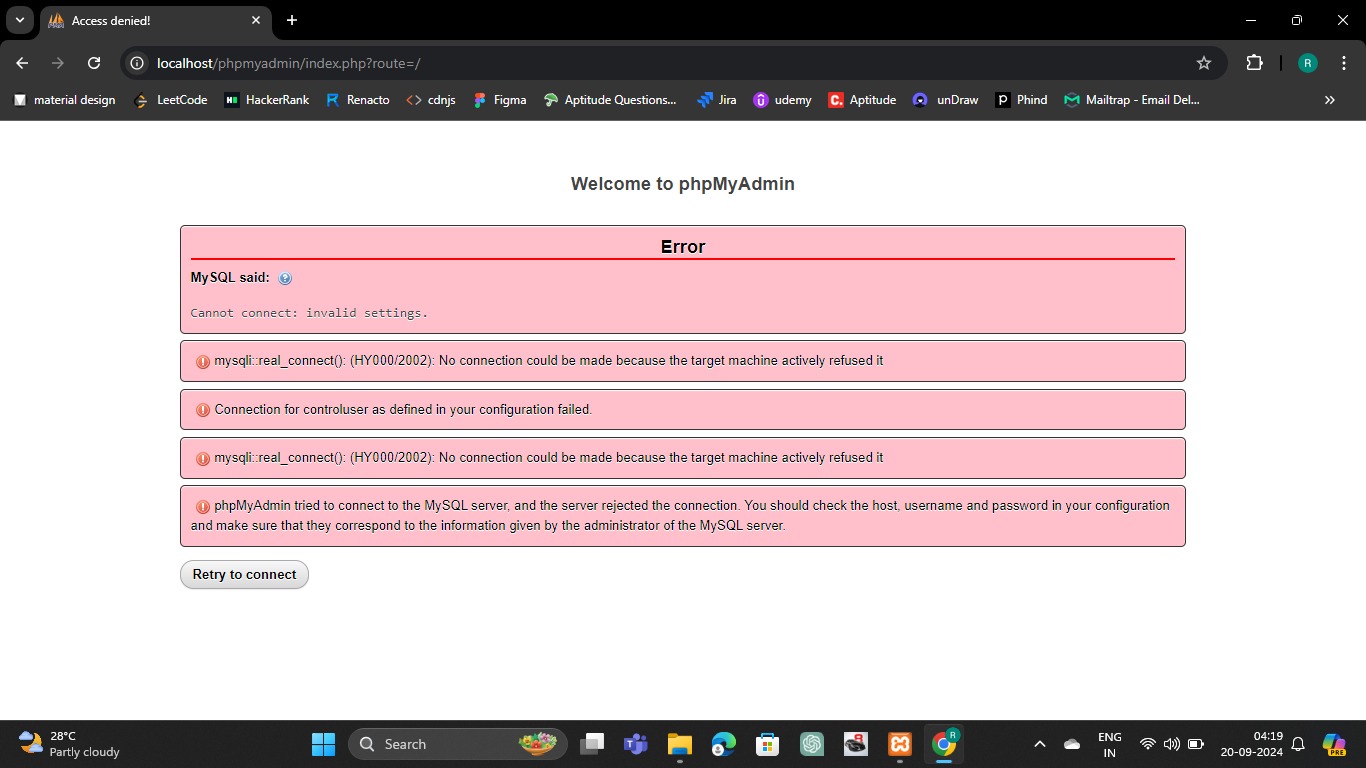 Access denied!
localhost/phpmyadmin/index.php?route=/
R
material design
LeetCode
HackerRank
Renacto
cdnjs
Figma
Aptitude Questions...
Jira
udemy
Aptitude
unDraw
Phind
Mailtrap - Email Del...
Welcome to phpMyAdmin
Error
MySQL said:
Cannot connect: invalid settings.
mysqli::real_connect(): (HY000/2002): No connection could be made because the target machine actively refused it
Connection for controluser as defined in your configuration failed.
mysqli::real_connect(): (HY000/2002): No connection could be made because the target machine actively refused it
phpMyAdmin tried to connect to the MySQL server, and the server rejected the connection. You should check the host, username and password in your configuration
and make sure that they correspond to the information given by the administrator of the MySQL server.
Retry to connect
28°C
Partly cloudy
Search
R
ENG
IN
04:19
20-09-2024
PRE